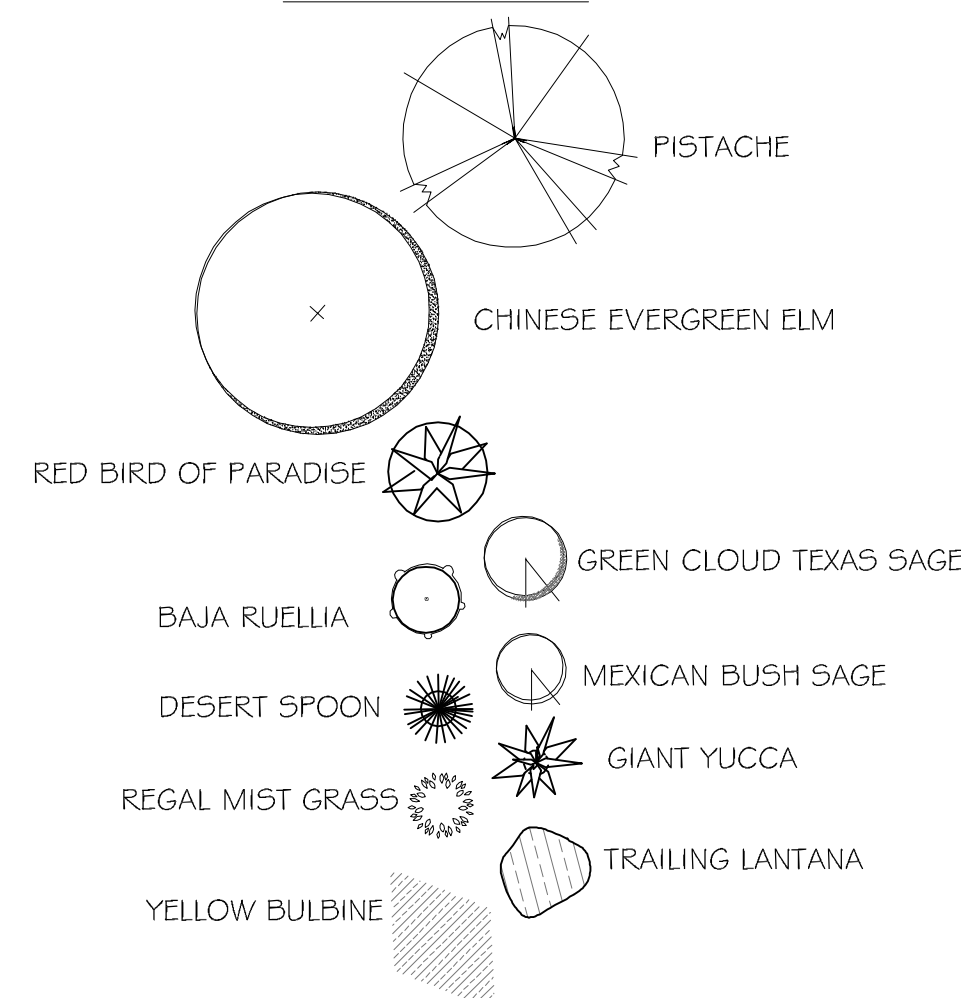 PISTACHE
CHINESE EVERGREEN ELM
RED BIRD OF PARADISE
GREEN CLOUD TEXAS SAGE
BAJA RUELLIA
MEXICAN BUSH SAGE
DESERT SPOON
GIANT YUCCA
REGAL MIST GRASS
TRAILING LANTANA
YELLOW BULBINE